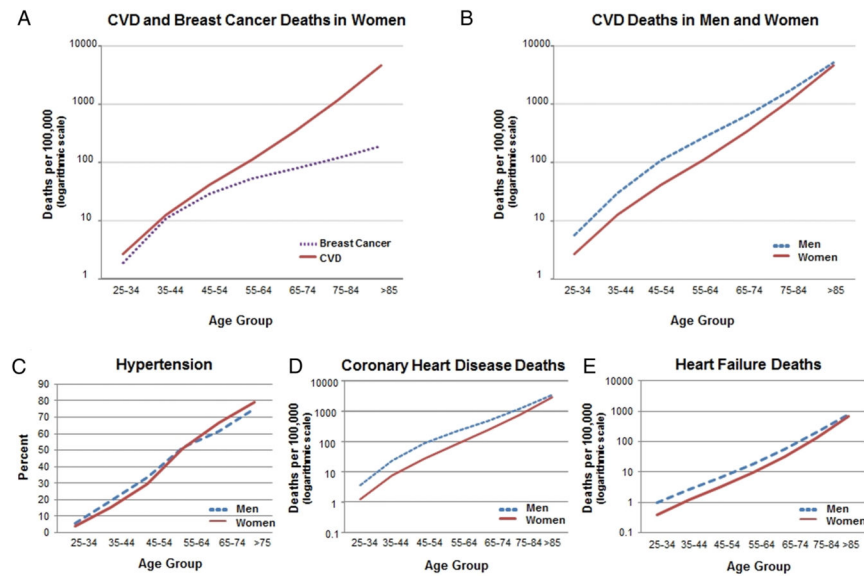 A
CVD and Breast Cancer Deaths in Women
Deaths per 100,000
(logarithmic scale)
10000
1000
100
10
1
Breast Cancer
CVD
25-34 35-44 45-54 55-64 65-74 75-84 >85
Age Group
B
CVD Deaths in Men and Women
Deaths per 100,000
(logarithmic scale)
10000
1000
100
10
1
Men
Women
25-34 35-44 45-54 55-64 65-74 75-84 >85
Age Group
C
Hypertension
Percent
90
80
70
60
50
40
30
20
10
0
Men
Women
25-34 35-44 45-54 55-64 65-74 >75
Age Group
D
Coronary Heart Disease Deaths
Deaths per 100,000
(logarithmic scale)
10000
1000
100
10
1
0.1
Men
Women
25-34 35-44 45-54 55-64 65-74 75-84 >85
Age Group
E
Heart Failure Deaths
Deaths per 100,000
(logarithmic scale)
10000
1000
100
10
1
0.1
Men
Women
25-34 35-44 45-54 55-64 65-74 75-84 >85
Age Group